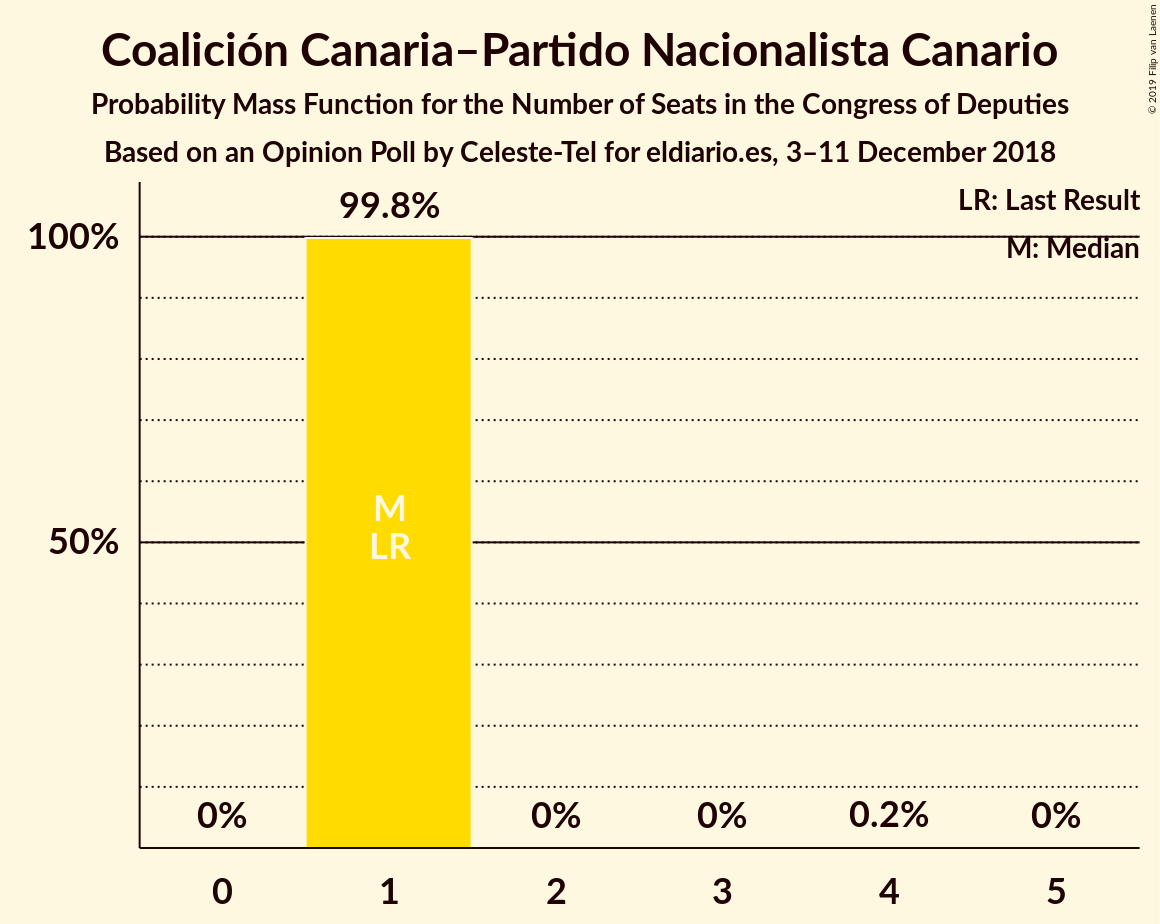 Coalición Canaria–Partido Nacionalista Canario
Probability Mass Function for the Number of Seats in the Congress of Deputies
Based on an Opinion Poll by Celeste-Tel for eldiario.es, 3–11 December 2018
© 2019 Filip van Laenen
LR: Last Result
M: Median
99.8%
100%
50%
M
LR
0%
0%
0%
0.2%
0%
0 1 2 3 4 5